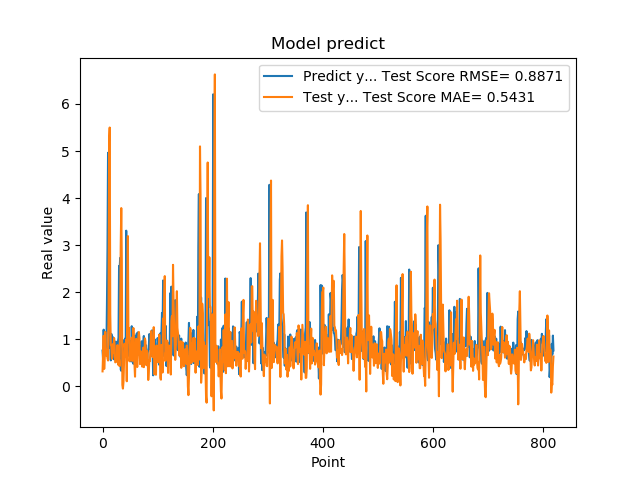 Model predict
Predict y... Test Score RMSE= 0.8871
Test y... Test Score MAE= 0.5431
Real value
6
5
4
3
2
1
0
0 200 400 600 800
Point